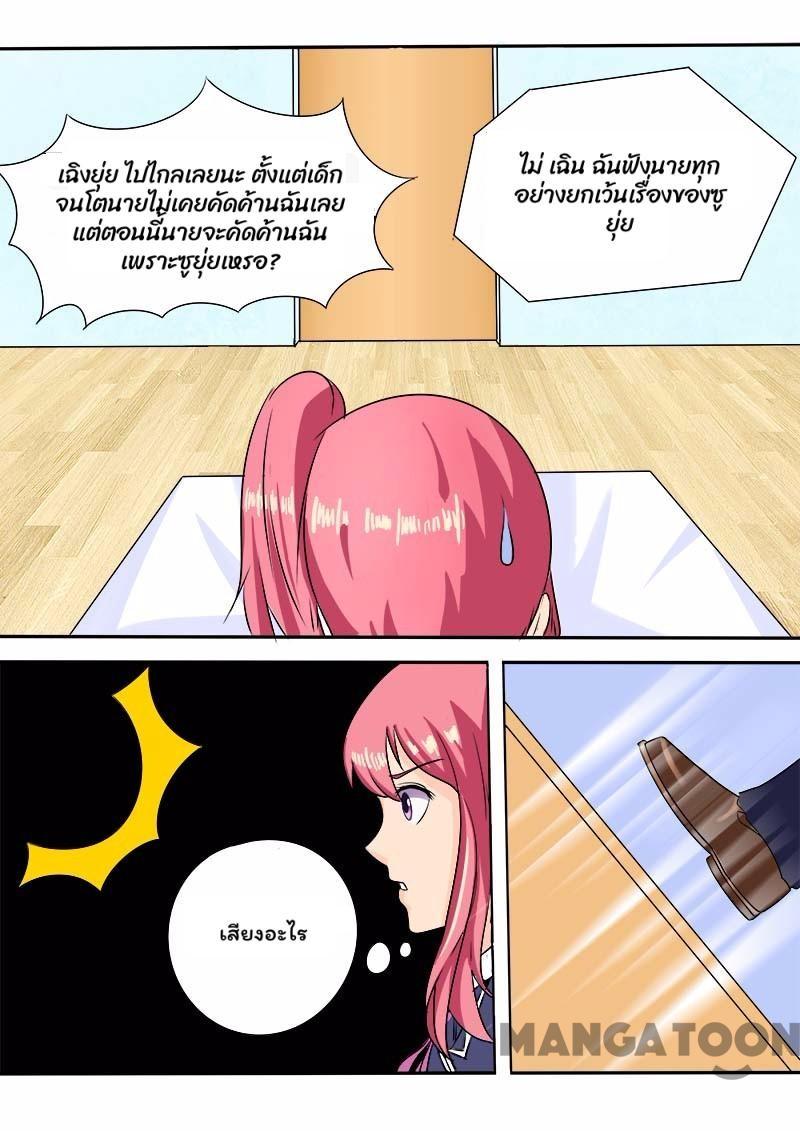 เฉิงยุ่ย ไปไกลเลยนะ ตั้งแต่เด็ก
จนโตนายไม่เคยคัดค้านฉันเลย
แต่ตอนนี้นายจะคัดค้านฉัน
เพราะซูยุ่ยเหรอ?
ไม่ เฉิน ฉันฟังนายทุก
อย่างยกเว้นเรื่องของซู
ยุ่ย
เสียงอะไร
MANGATOON